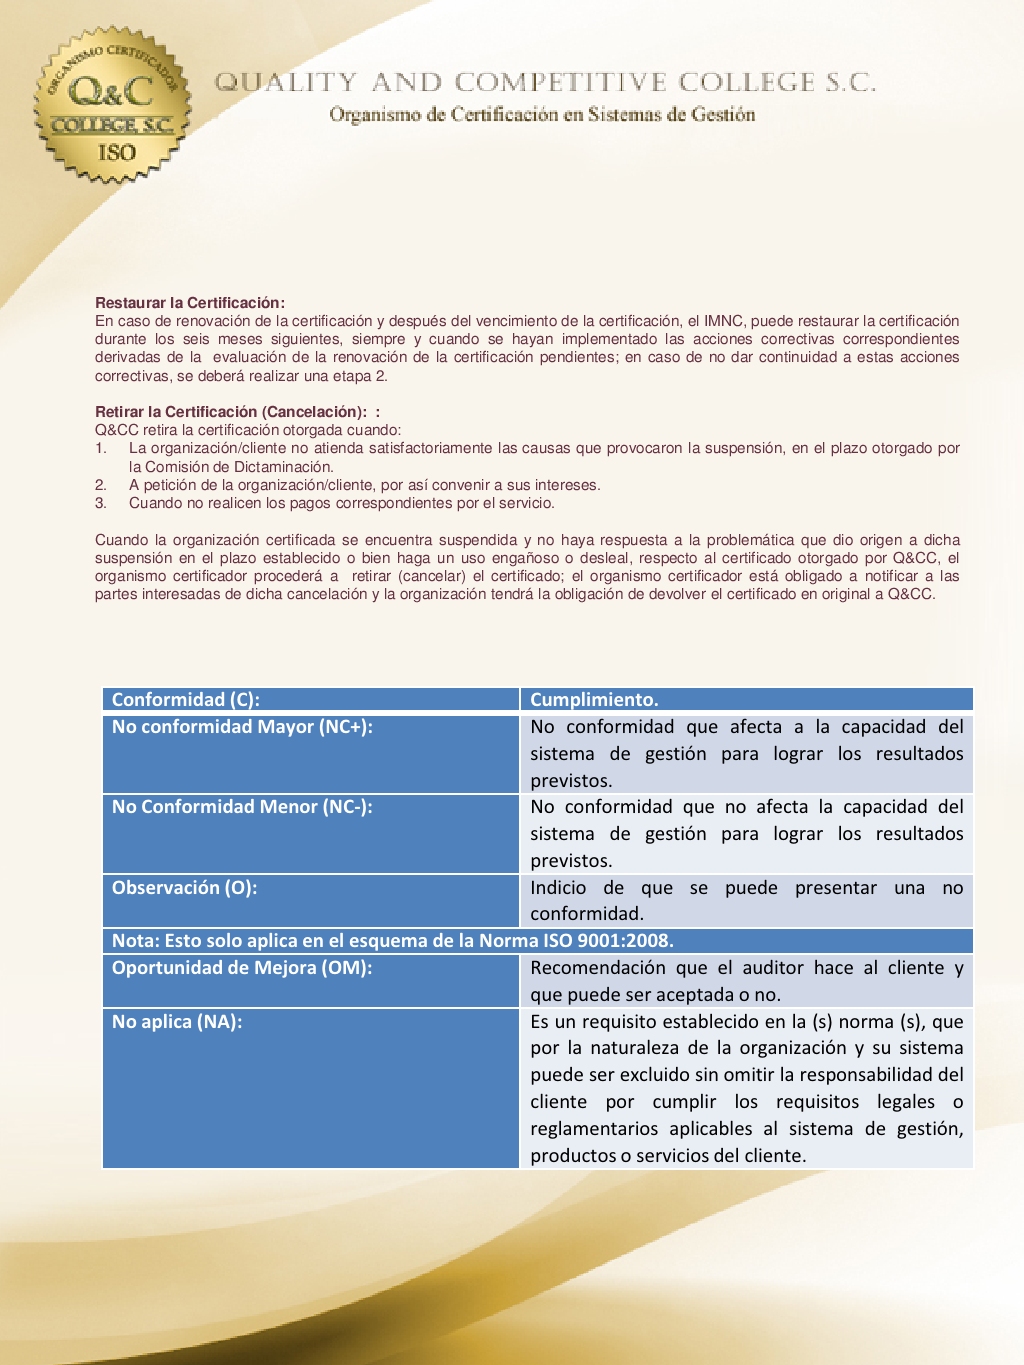 ORGANISMO CERTIFICADOR
Q&C
COLLEGE, S.C.
ISO
QUALITY AND COMPETITIVE COLLEGE S.C.
Organismo de Certificación en Sistemas de Gestión
Restaurar la Certificación:
En caso de renovación de la certificación y después del vencimiento de la certificación, el IMNC, puede restaurar la certificación
durante los seis meses siguientes, siempre y cuando se hayan implementado las acciones correctivas correspondientes
derivadas de la evaluación de la renovación de la certificación pendientes; en caso de no dar continuidad a estas acciones
correctivas, se deberá realizar una etapa 2.
Retirar la Certificación (Cancelación): :
Q&CC retira la certificación otorgada cuando:
1. La organización/cliente no atienda satisfactoriamente las causas que provocaron la suspensión, en el plazo otorgado por
la Comisión de Dictaminación.
2. A petición de la organización/cliente, por así convenir a sus intereses.
3. Cuando no realicen los pagos correspondientes por el servicio.
Cuando la organización certificada se encuentra suspendida y no haya respuesta a la problemática que dio origen a dicha
suspensión en el plazo establecido o bien haga un uso engañoso o desleal, respecto al certificado otorgado por Q&CC, el
organismo certificador procederá a retirar (cancelar) el certificado; el organismo certificador está obligado a notificar a las
partes interesadas de dicha cancelación y la organización tendrá la obligación de devolver el certificado en original a Q&CC.
Conformidad (C): Cumplimiento.
No conformidad Mayor (NC+): No conformidad que afecta a la capacidad del
sistema de gestión para lograr los resultados
previstos.
No Conformidad Menor (NC-): No conformidad que no afecta la capacidad del
sistema de gestión para lograr los resultados
previstos.
Observación (O): Indicio de que se puede presentar una no
conformidad.
Nota: Esto solo aplica en el esquema de la Norma ISO 9001:2008.
Oportunidad de Mejora (OM): Recomendación que el auditor hace al cliente y
que puede ser aceptada o no.
No aplica (NA): Es un requisito establecido en la (s) norma (s), que
por la naturaleza de la organización y su sistema
puede ser excluido sin omitir la responsabilidad del
cliente por cumplir los requisitos legales o
reglamentarios aplicables al sistema de gestión,
productos o servicios del cliente.